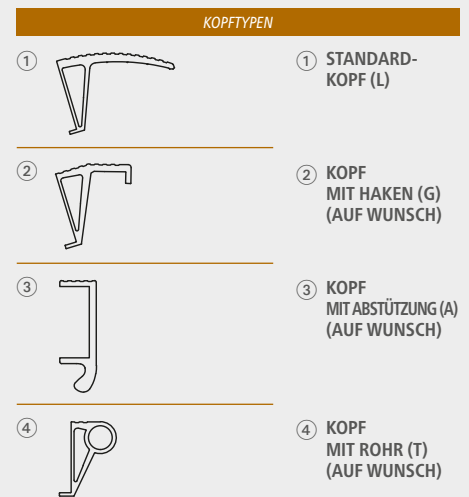 KOPFTYPEN
1
1 STANDARD-
KOPF (L)
2
2 KOPF
MIT HAKEN (G)
(AUF WUNSCH)
3
3 KOPF
MIT ABSTÜTZUNG (A)
(AUF WUNSCH)
4
4 KOPF
MIT ROHR (T)
(AUF WUNSCH)